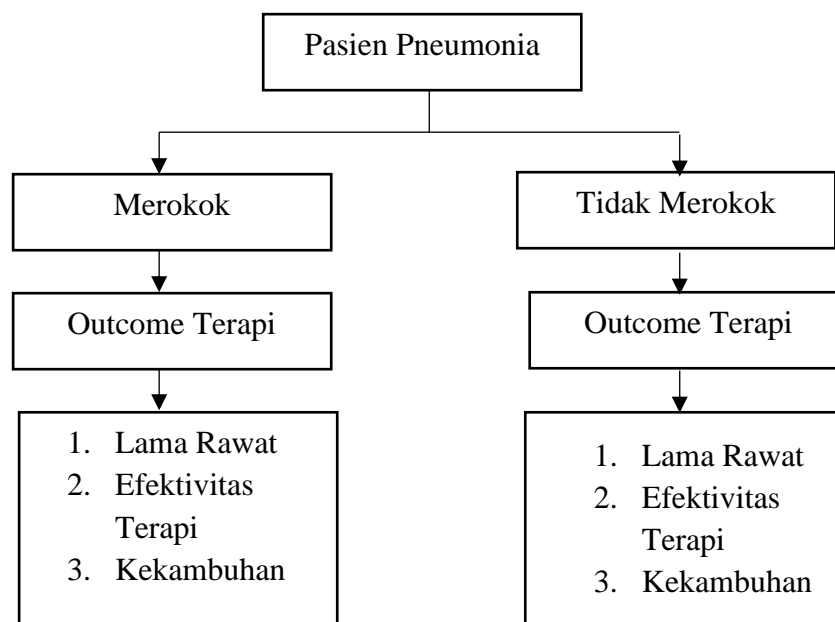 Pasien Pneumonia
Merokok
Tidak Merokok
Outcome Terapi
Outcome Terapi
1. Lama Rawat
2. Efektivitas
Terapi
3. Kekambuhan
1. Lama Rawat
2. Efektivitas
Terapi
3. Kekambuhan